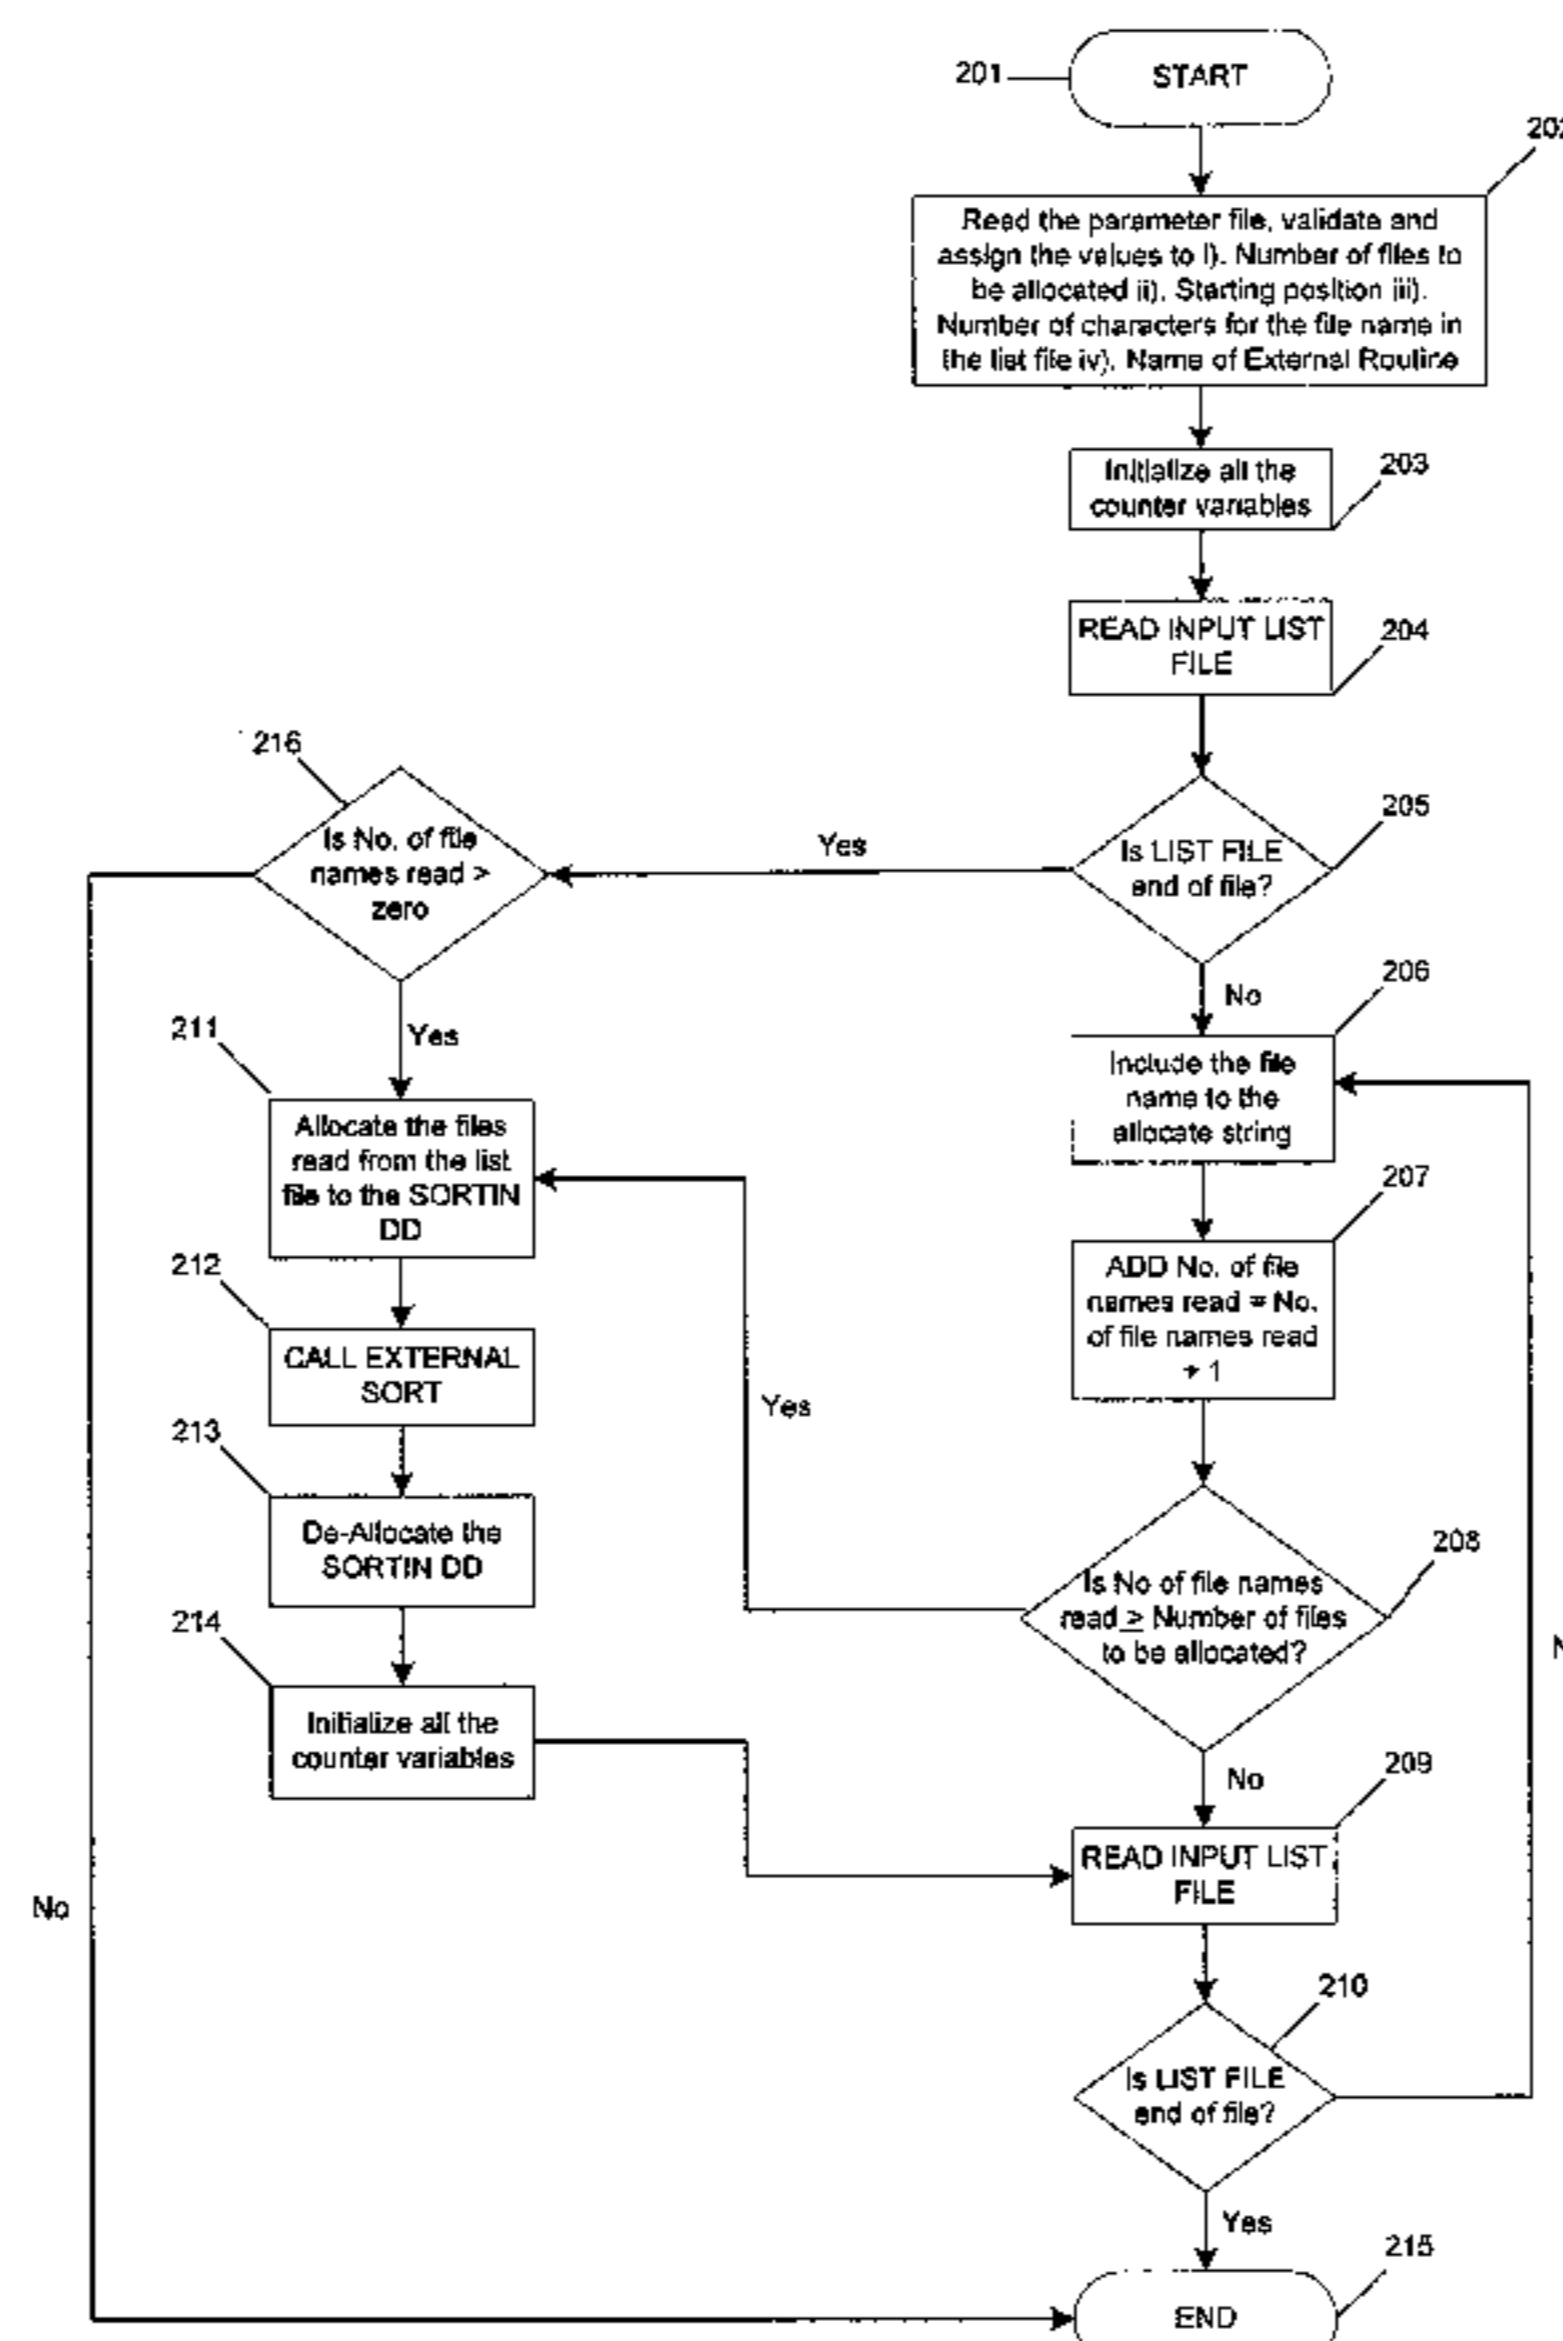 201
START
202
Read the parameter file, validate and
assign the values to i). Number of files to
be allocated ii). Starting position iii).
Number of characters for the file name in
the list file iv). Name of External Routine
Initialize all the
counter variables
203
READ INPUT LIST
FILE
204
216
Is No. of file
names read >
zero
Yes
Is LIST FILE
end of file?
205
No
206
Yes
211
Include the file
name to the
allocate string
Allocate the files
read from the list
file to the SORTIN
DD
207
ADD No. of file
names read = No.
of file names read
+ 1
212
CALL EXTERNAL
SORT
Yes
213
De-Allocate the
SORTIN DD
208
Is No of file names
read ≥ Number of files
to be allocated?
214
Initialize all the
counter variables
No
209
READ INPUT LIST
FILE
No
210
Is LIST FILE
end of file?
Yes
215
END